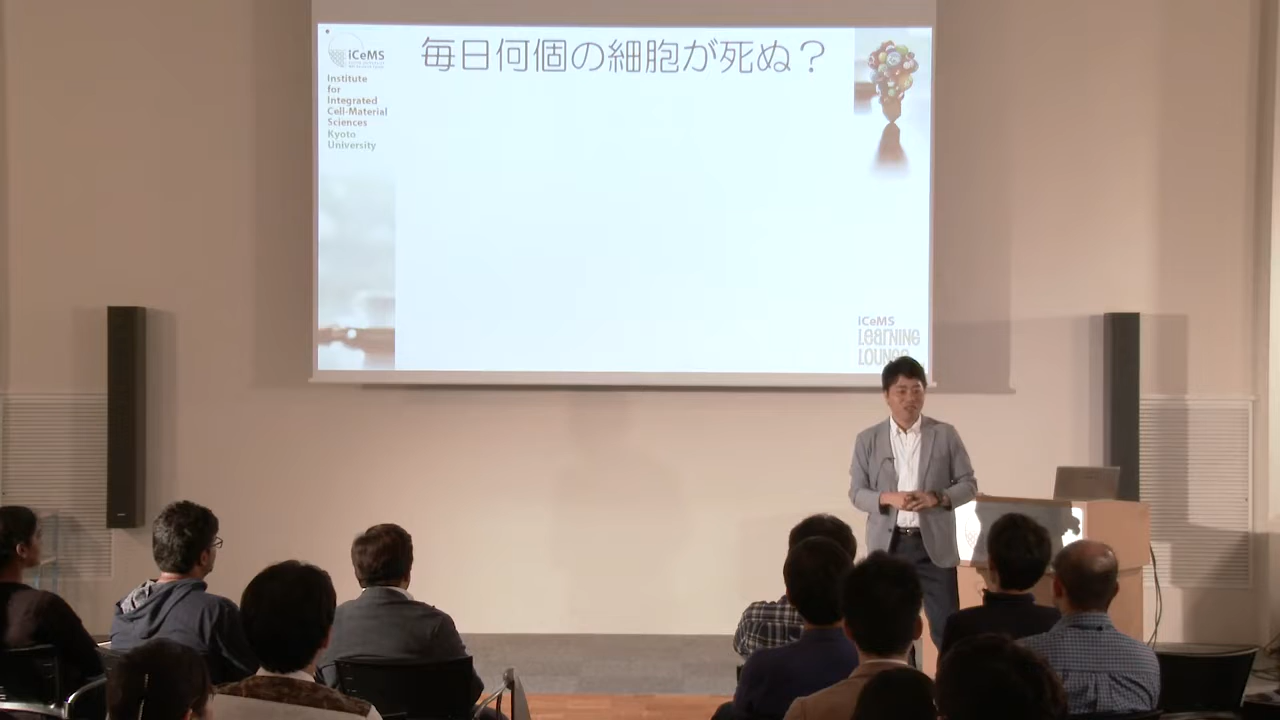 毎日何個の細胞が死ぬ？
iCeMS
Institute
for
Integrated
Cell-Material
Sciences
Kyoto
University
iCeMS
Learning
Lounge